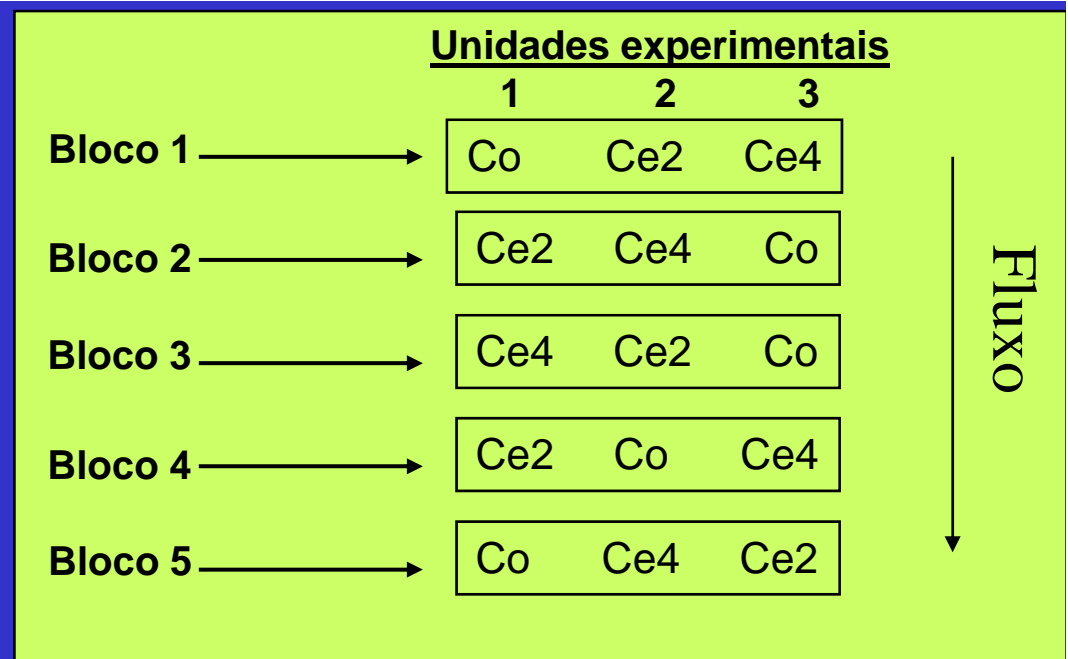 Unidades experimentais
1 2 3
Bloco 1 Co Ce2 Ce4
Bloco 2 Ce2 Ce4 Co
Bloco 3 Ce4 Ce2 Co
Bloco 4 Ce2 Co Ce4
Bloco 5 Co Ce4 Ce2
Fluxo